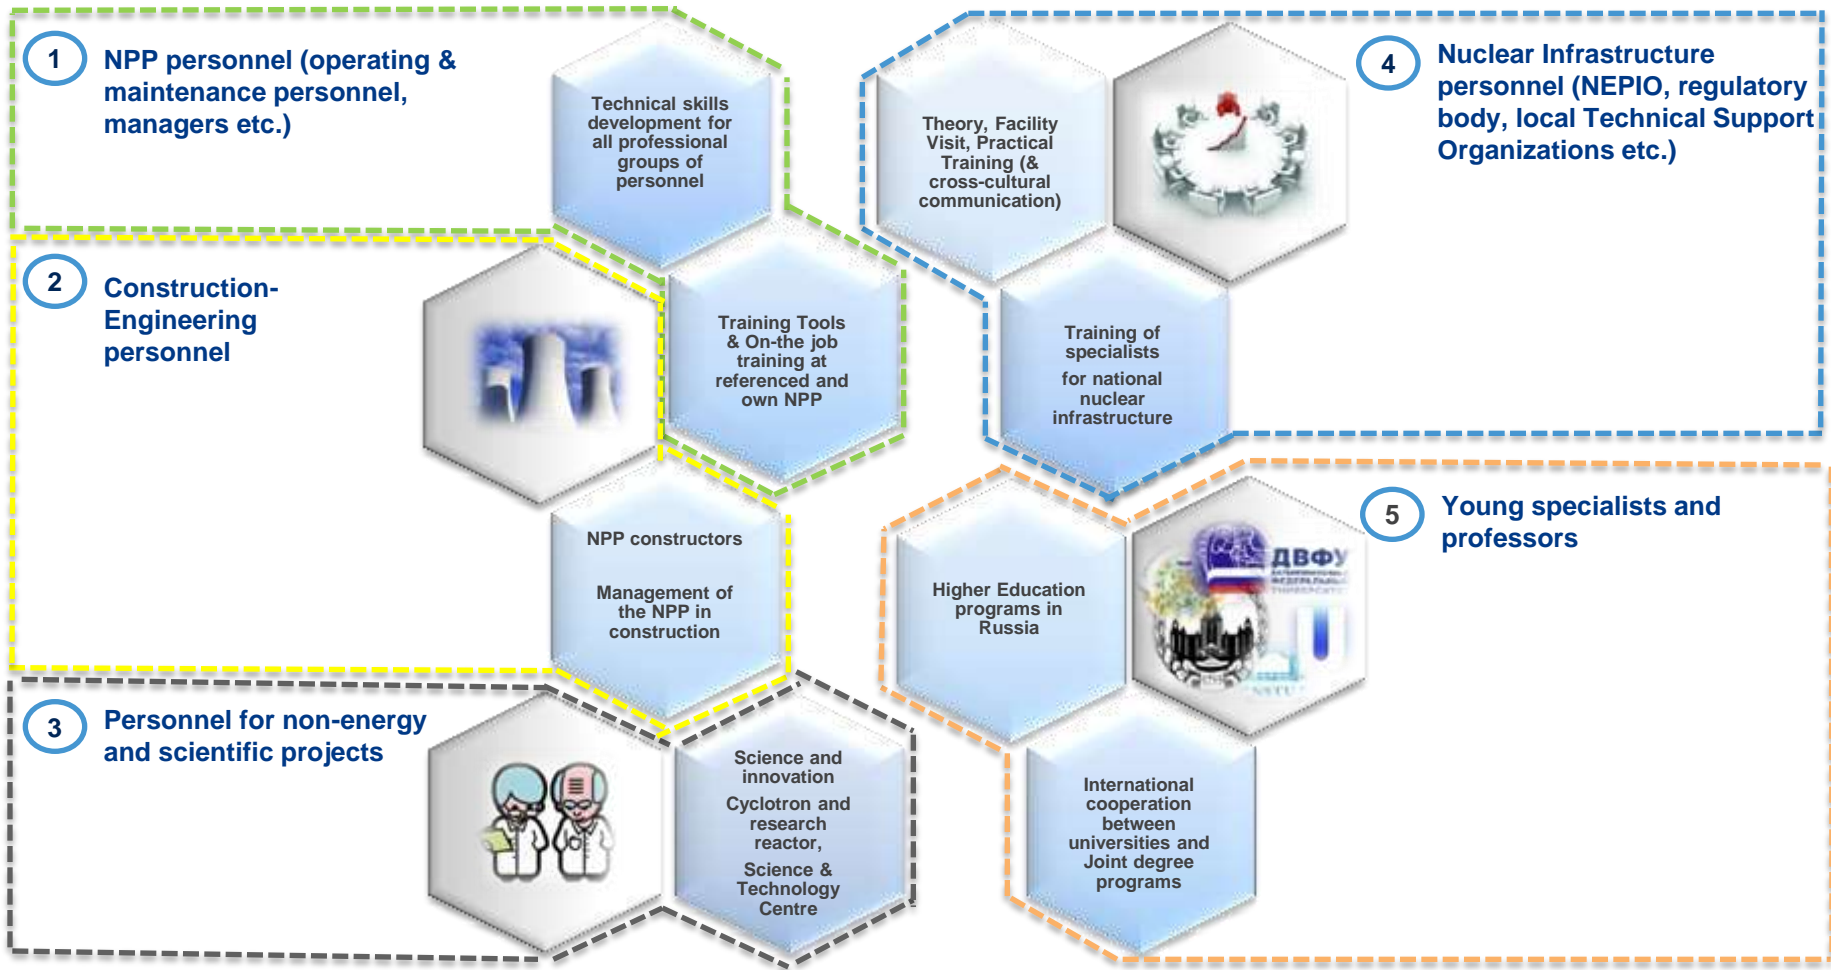 1
NPP personnel (operating &
maintenance personnel,
managers etc.)
Technical skills
development for
all professional
groups of
personnel
Training Tools
& On-the job
training at
referenced and
own NPP
2
Construction-
Engineering
personnel
NPP constructors
Management of
the NPP in
construction
3
Personnel for non-energy
and scientific projects
Science and
innovation
Cyclotron and
research
reactor,
Science &
Technology
Centre
4
Nuclear Infrastructure
personnel (NEPIO, regulatory
body, local Technical Support
Organizations etc.)
Theory, Facility
Visit, Practical
Training (&
cross-cultural
communication)
Training of
specialists
for national
nuclear
infrastructure
5
Young specialists and
professors
Higher Education
programs in
Russia
ДВФУ
International
cooperation
between
universities and
Joint degree
programs